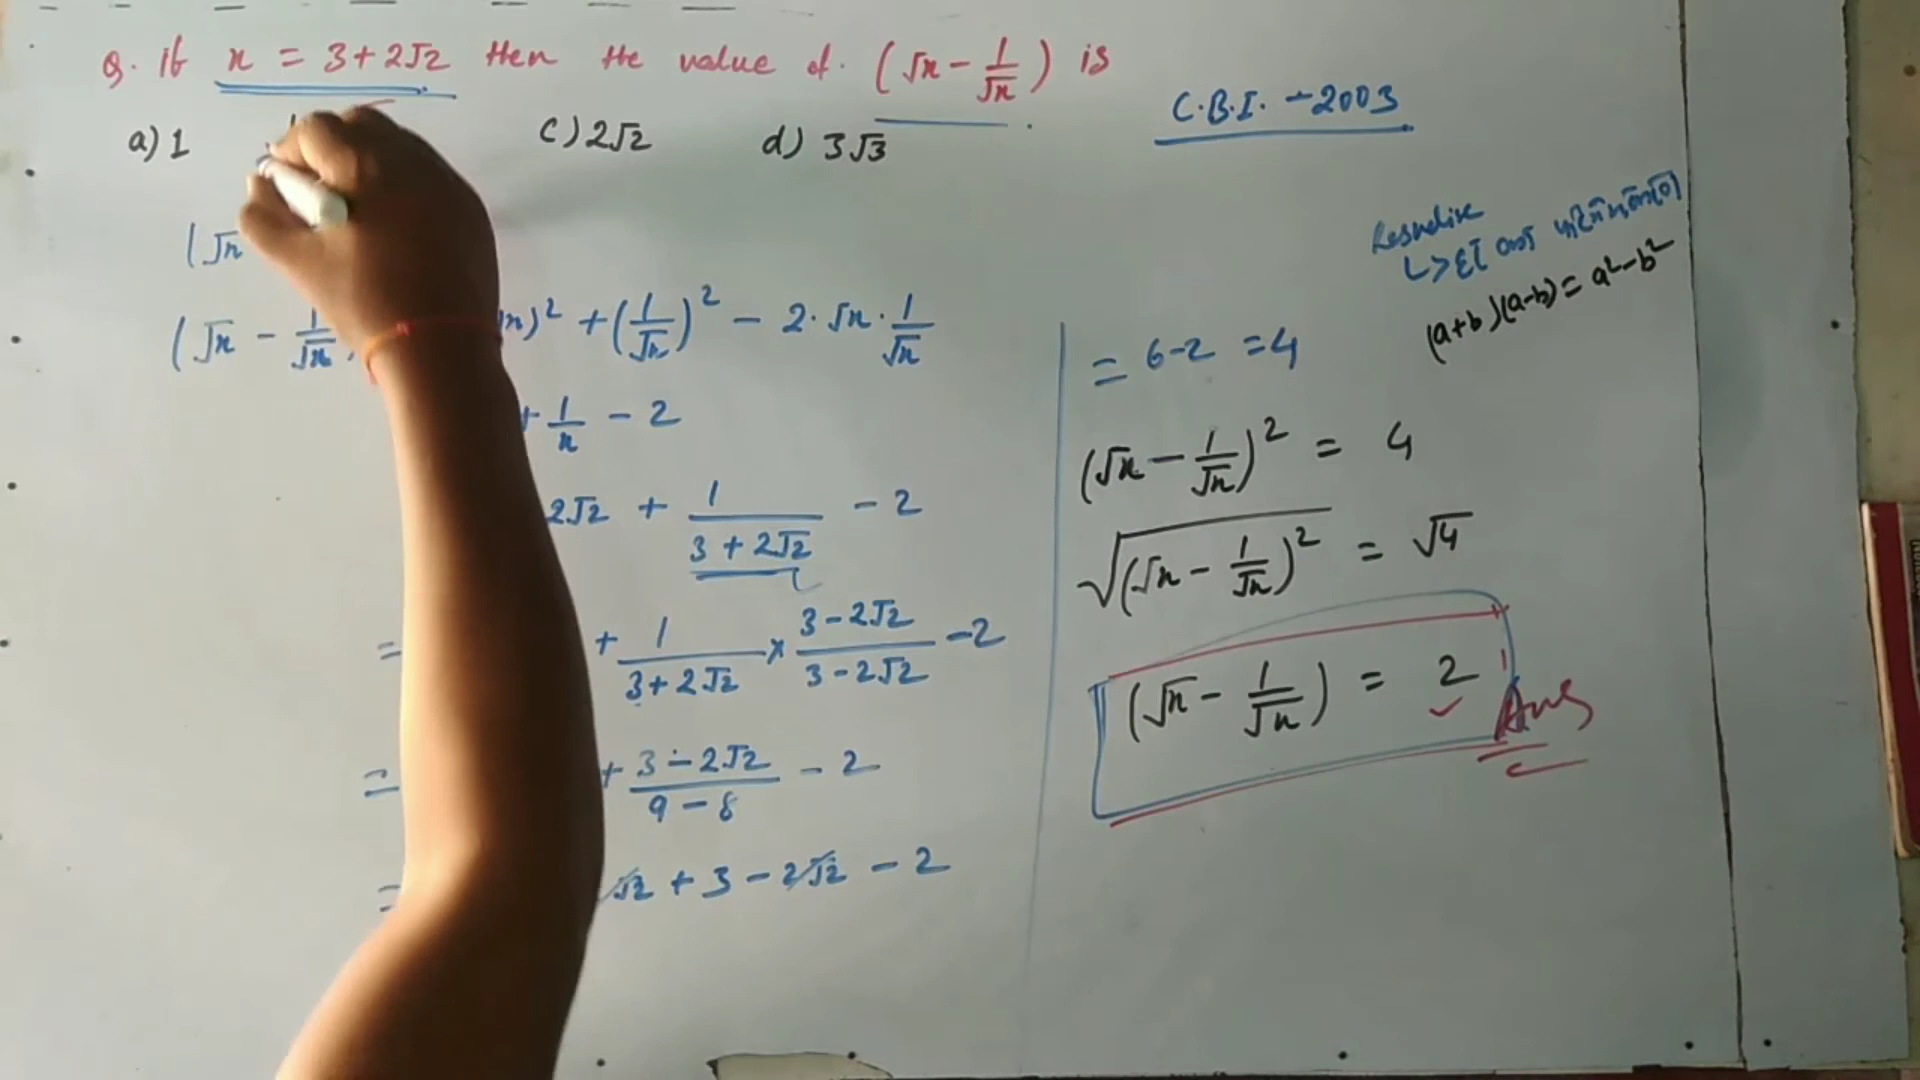 Q. if x = 3+2√2 then the value of (√x - 1/√x) is
C.B.I. - 2003
a) 1 c) 2√2 d) 3√3
(√x
(√x - 1/√x x)² + (1/√x)² - 2·√x·1/√x
+ 1/x - 2
2√2 + 1/(3+2√2) - 2
= + 1/(3+2√2) × (3-2√2)/(3-2√2) - 2
= + (3-2√2)/(9-8) - 2
= √2 + 3 - 2√2 - 2
(a+b)(a-b) = a²-b²
= 6-2 = 4
(√x - 1/√x)² = 4
√(√x - 1/√x)² = √4
(√x - 1/√x) = 2 Ans